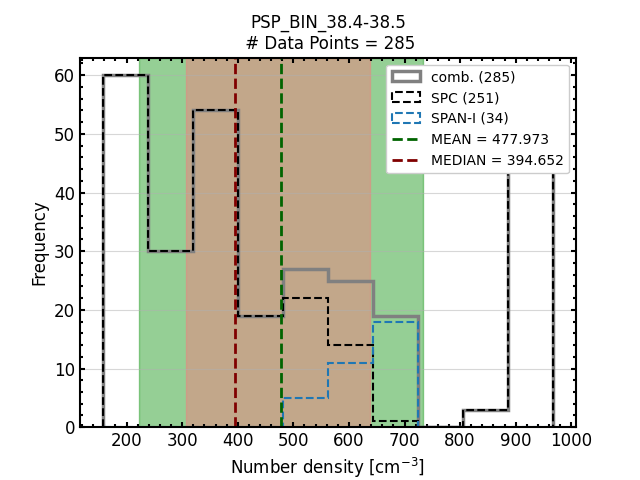 PSP_BIN_38.4-38.5
# Data Points = 285
comb. (285)
SPC (251)
SPAN-I (34)
MEAN = 477.973
MEDIAN = 394.652
Frequency
60
50
40
30
20
10
0
200 300 400 500 600 700 800 900 1000
Number density [cm⁻³]